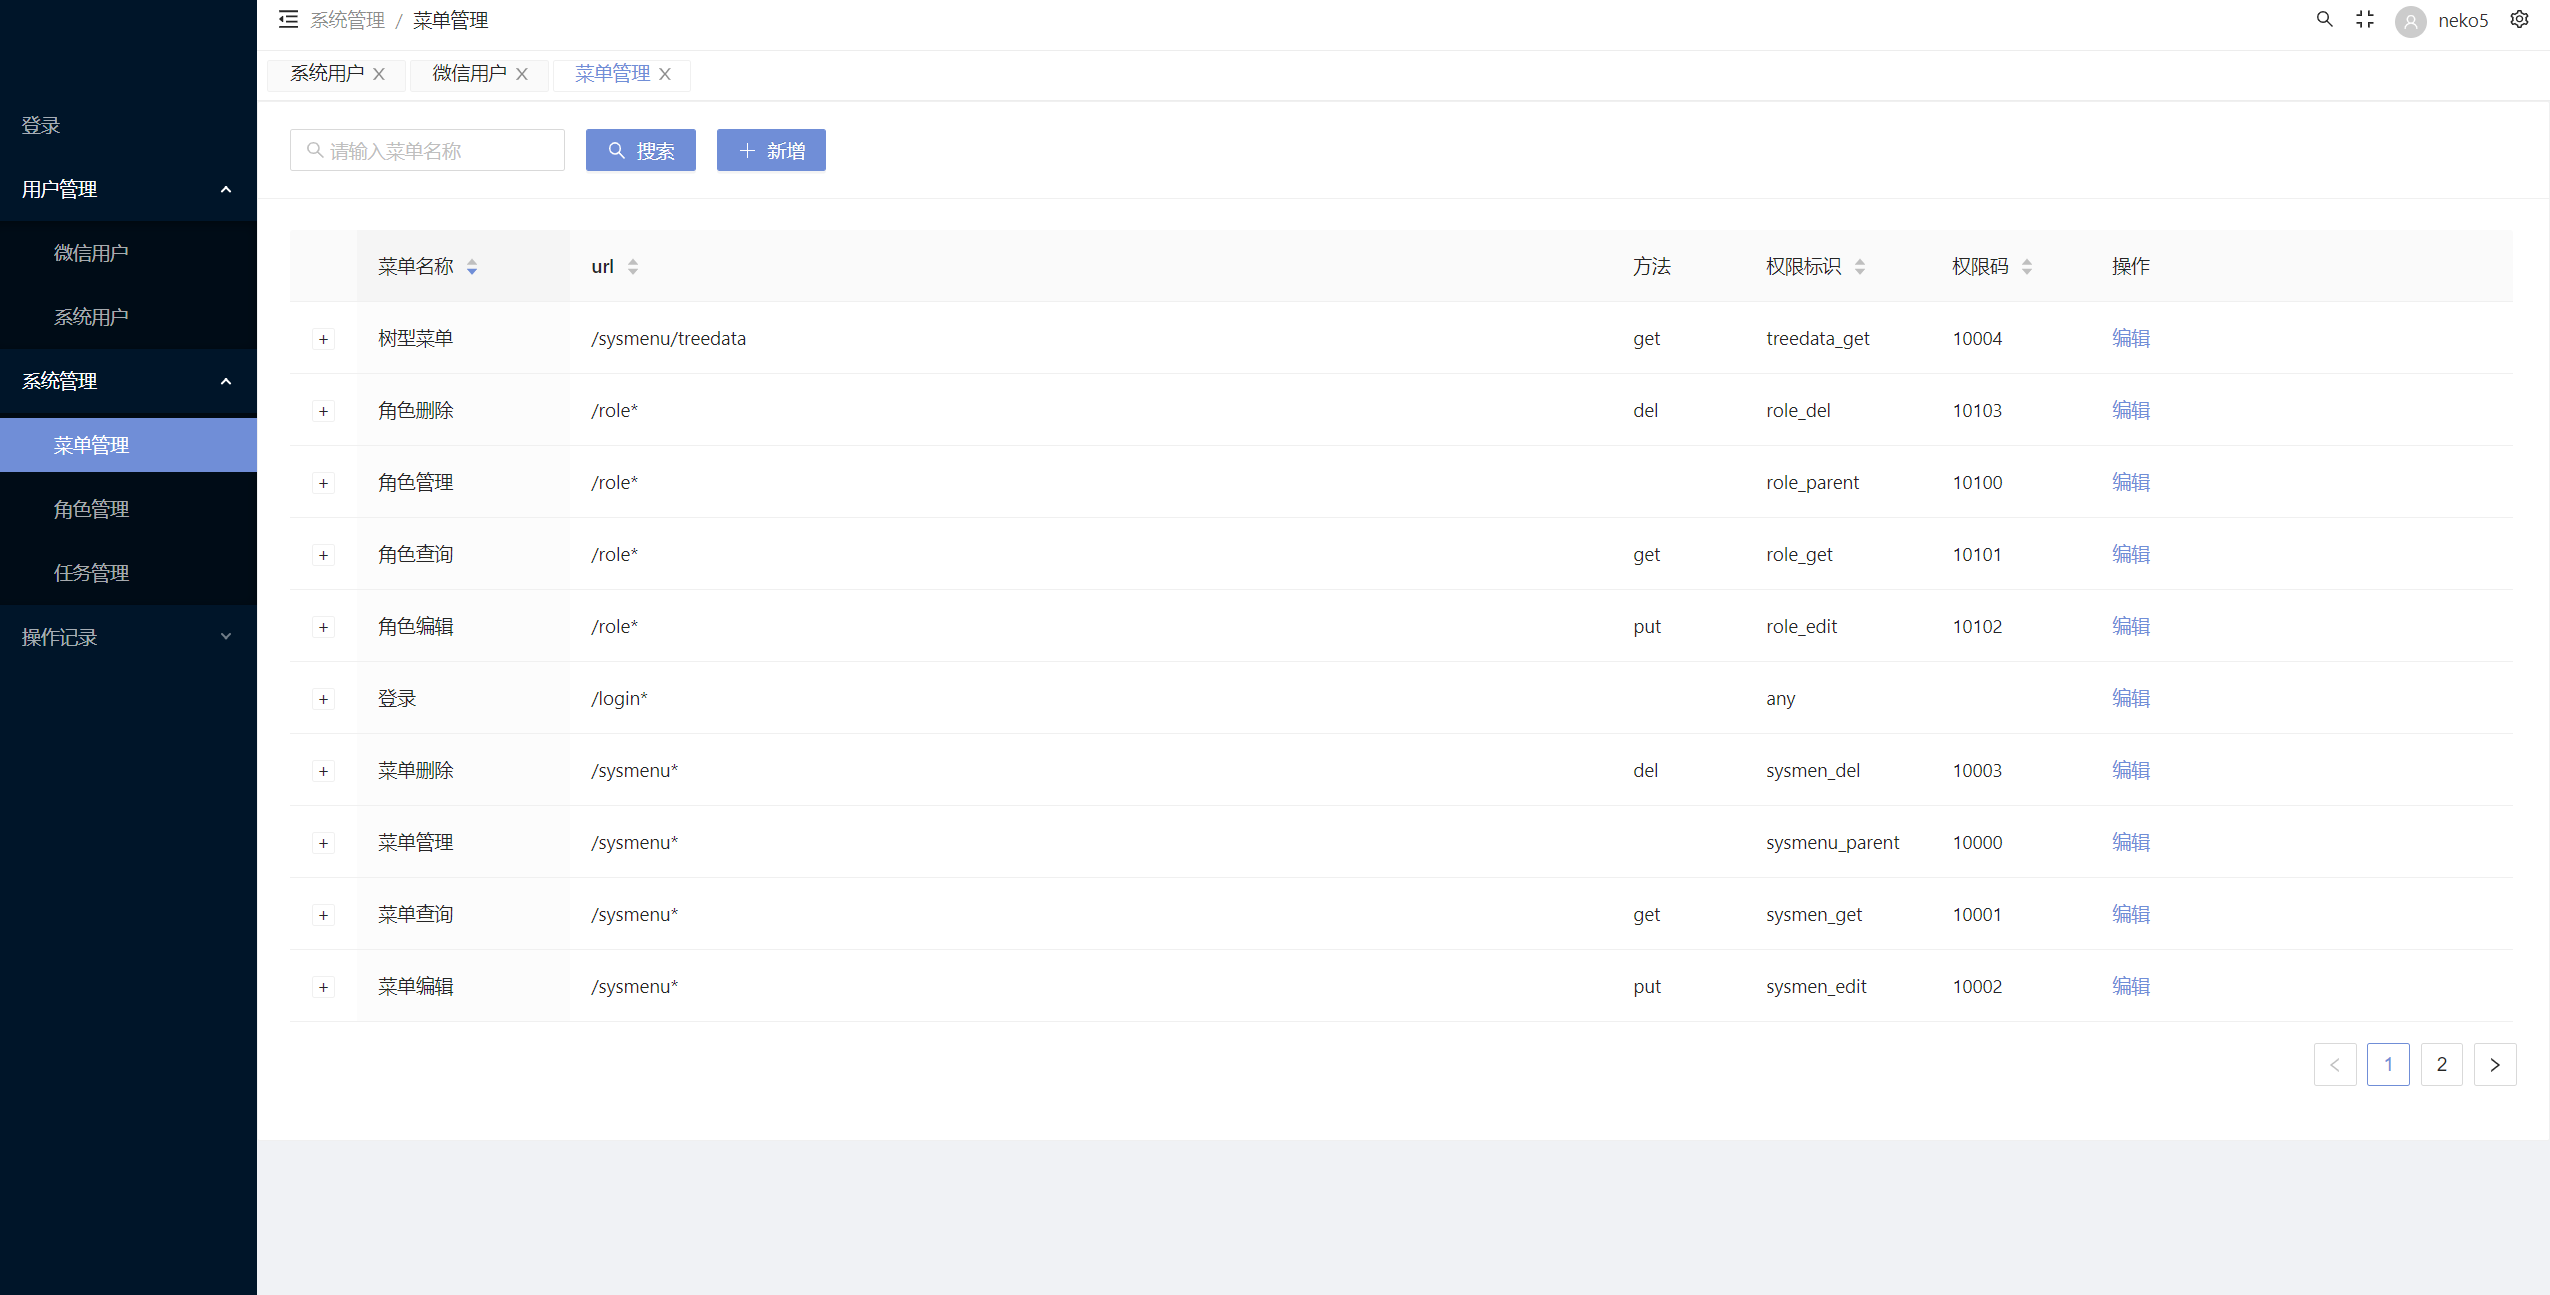 系统管理 / 菜单管理
neko5
系统用户 X 微信用户 X 菜单管理 X
登录
用户管理
微信用户
系统用户
系统管理
菜单管理
角色管理
任务管理
操作记录
请输入菜单名称 搜索 + 新增
菜单名称 url 方法 权限标识 权限码 操作
+ 树型菜单 /sysmenu/treedata get treedata_get 10004 编辑
+ 角色删除 /role* del role_del 10103 编辑
+ 角色管理 /role* role_parent 10100 编辑
+ 角色查询 /role* get role_get 10101 编辑
+ 角色编辑 /role* put role_edit 10102 编辑
+ 登录 /login* any 编辑
+ 菜单删除 /sysmenu* del sysmen_del 10003 编辑
+ 菜单管理 /sysmenu* sysmenu_parent 10000 编辑
+ 菜单查询 /sysmenu* get sysmen_get 10001 编辑
+ 菜单编辑 /sysmenu* put sysmen_edit 10002 编辑
< 1 2 >